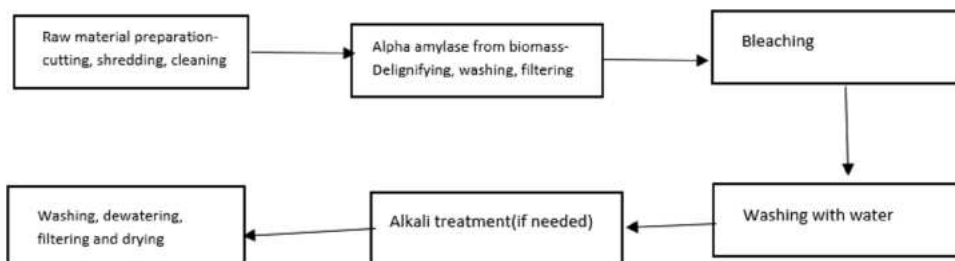 Raw material preparation-
cutting, shredding, cleaning
Alpha amylase from biomass-
Delignifying, washing, filtering
Bleaching
Washing with water
Alkali treatment(if needed)
Washing, dewatering,
filtering and drying